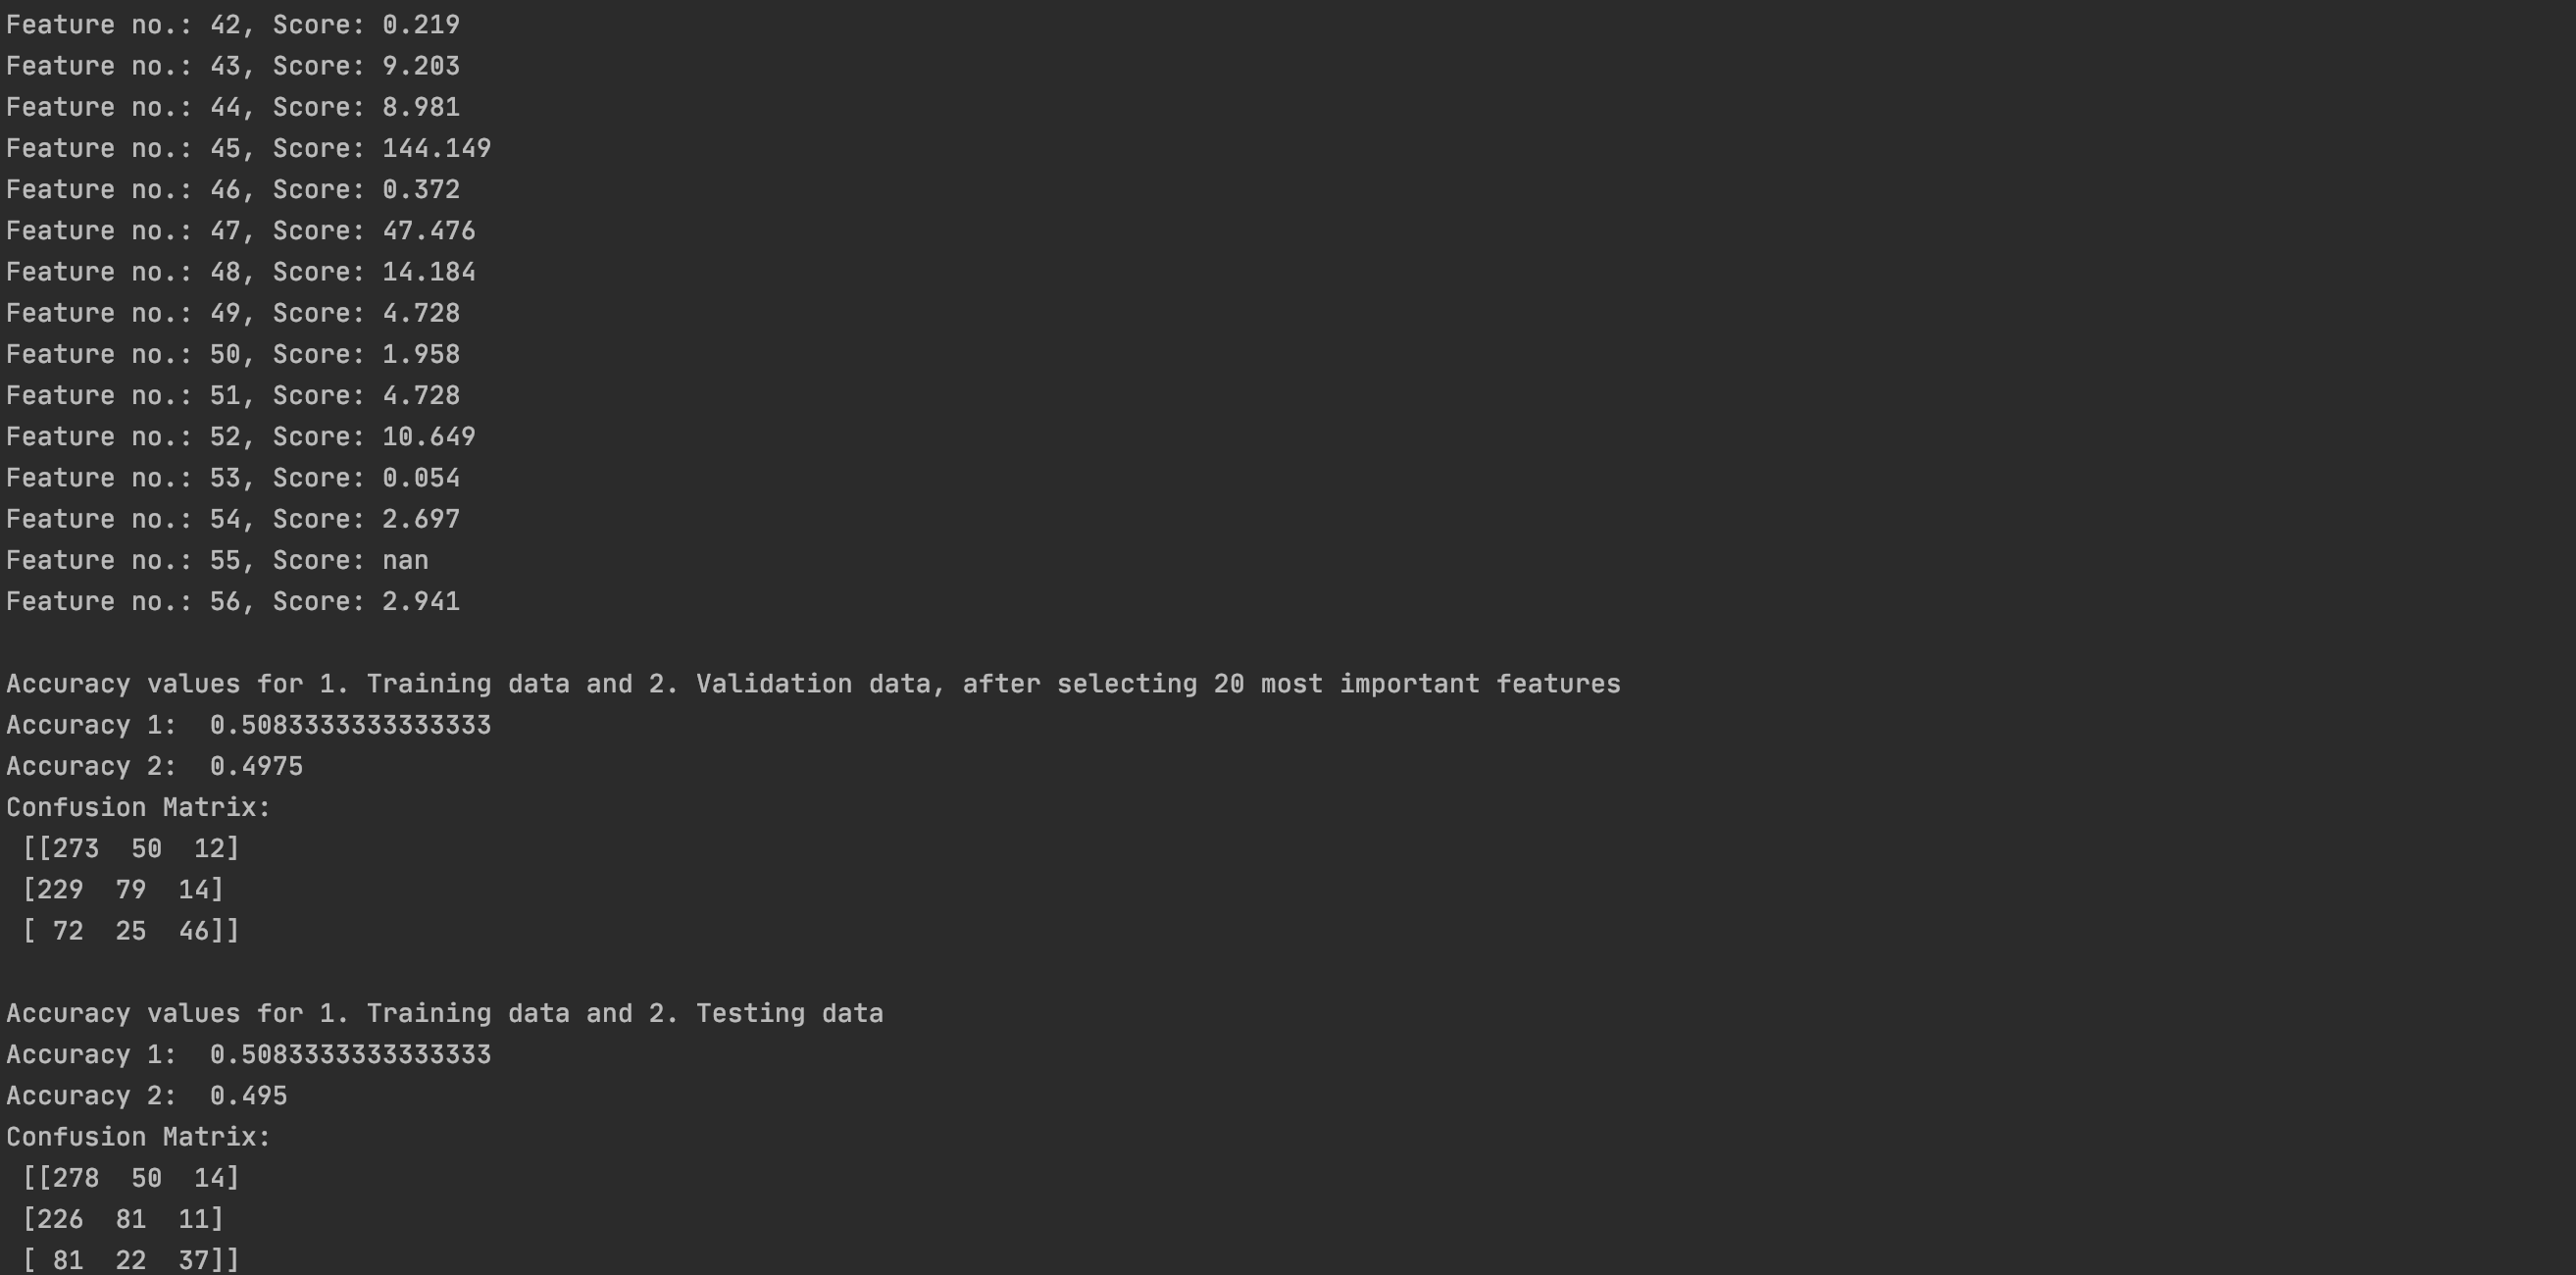 Feature no.: 42, Score: 0.219
Feature no.: 43, Score: 9.203
Feature no.: 44, Score: 8.981
Feature no.: 45, Score: 144.149
Feature no.: 46, Score: 0.372
Feature no.: 47, Score: 47.476
Feature no.: 48, Score: 14.184
Feature no.: 49, Score: 4.728
Feature no.: 50, Score: 1.958
Feature no.: 51, Score: 4.728
Feature no.: 52, Score: 10.649
Feature no.: 53, Score: 0.054
Feature no.: 54, Score: 2.697
Feature no.: 55, Score: nan
Feature no.: 56, Score: 2.941
Accuracy values for 1. Training data and 2. Validation data, after selecting 20 most important features
Accuracy 1:  0.5083333333333333
Accuracy 2:  0.4975
Confusion Matrix:
 [[273  50  12]
 [229  79  14]
 [ 72  25  46]]
Accuracy values for 1. Training data and 2. Testing data
Accuracy 1:  0.5083333333333333
Accuracy 2:  0.495
Confusion Matrix:
 [[278  50  14]
 [226  81  11]
 [ 81  22  37]]